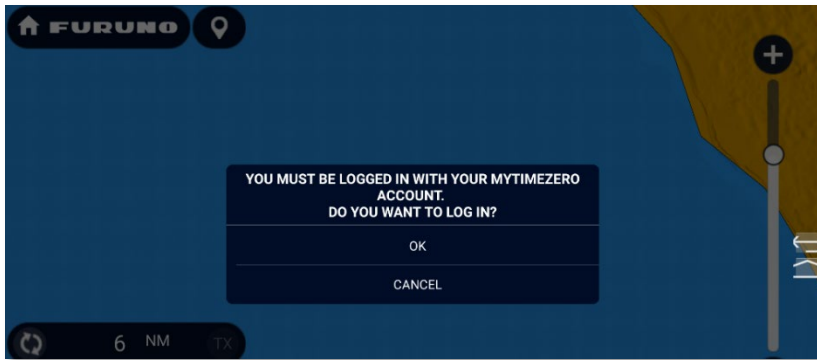 FURUNO
YOU MUST BE LOGGED IN WITH YOUR MYTIMEZERO
ACCOUNT.
DO YOU WANT TO LOG IN?
OK
CANCEL
6 NM TX